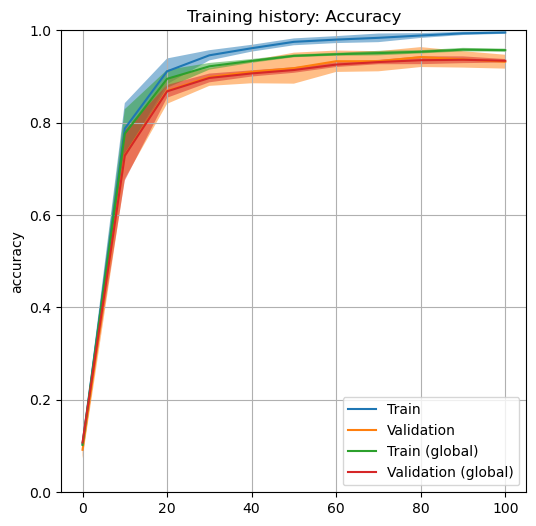 Training history: Accuracy
1.0
0.8
0.6
0.4
0.2
0.0
accuracy
0 20 40 60 80 100
Train
Validation
Train (global)
Validation (global)